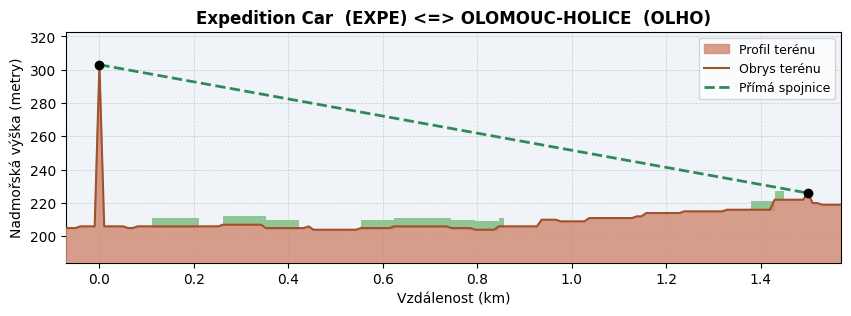 Expedition Car  (EXPE) <=> OLOMOUC-HOLICE  (OLHO)
Nadmořská výška (metry)
320
300
280
260
240
220
200
Profil terénu
Obrys terénu
Přímá spojnice
0.0 0.2 0.4 0.6 0.8 1.0 1.2 1.4
Vzdálenost (km)